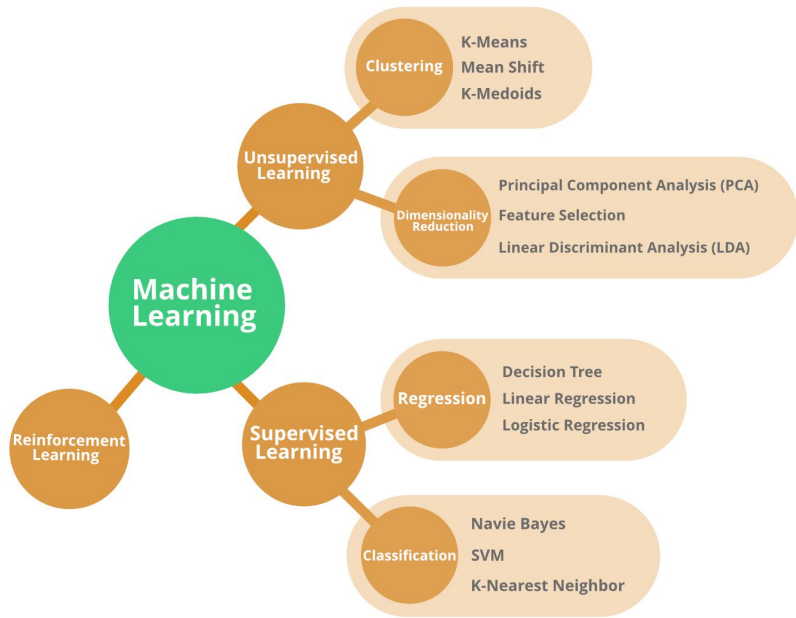 Machine
Learning
Unsupervised
Learning
Clustering
K-Means
Mean Shift
K-Medoids
Dimensionality
Reduction
Principal Component Analysis (PCA)
Feature Selection
Linear Discriminant Analysis (LDA)
Supervised
Learning
Regression
Decision Tree
Linear Regression
Logistic Regression
Classification
Navie Bayes
SVM
K-Nearest Neighbor
Reinforcement
Learning